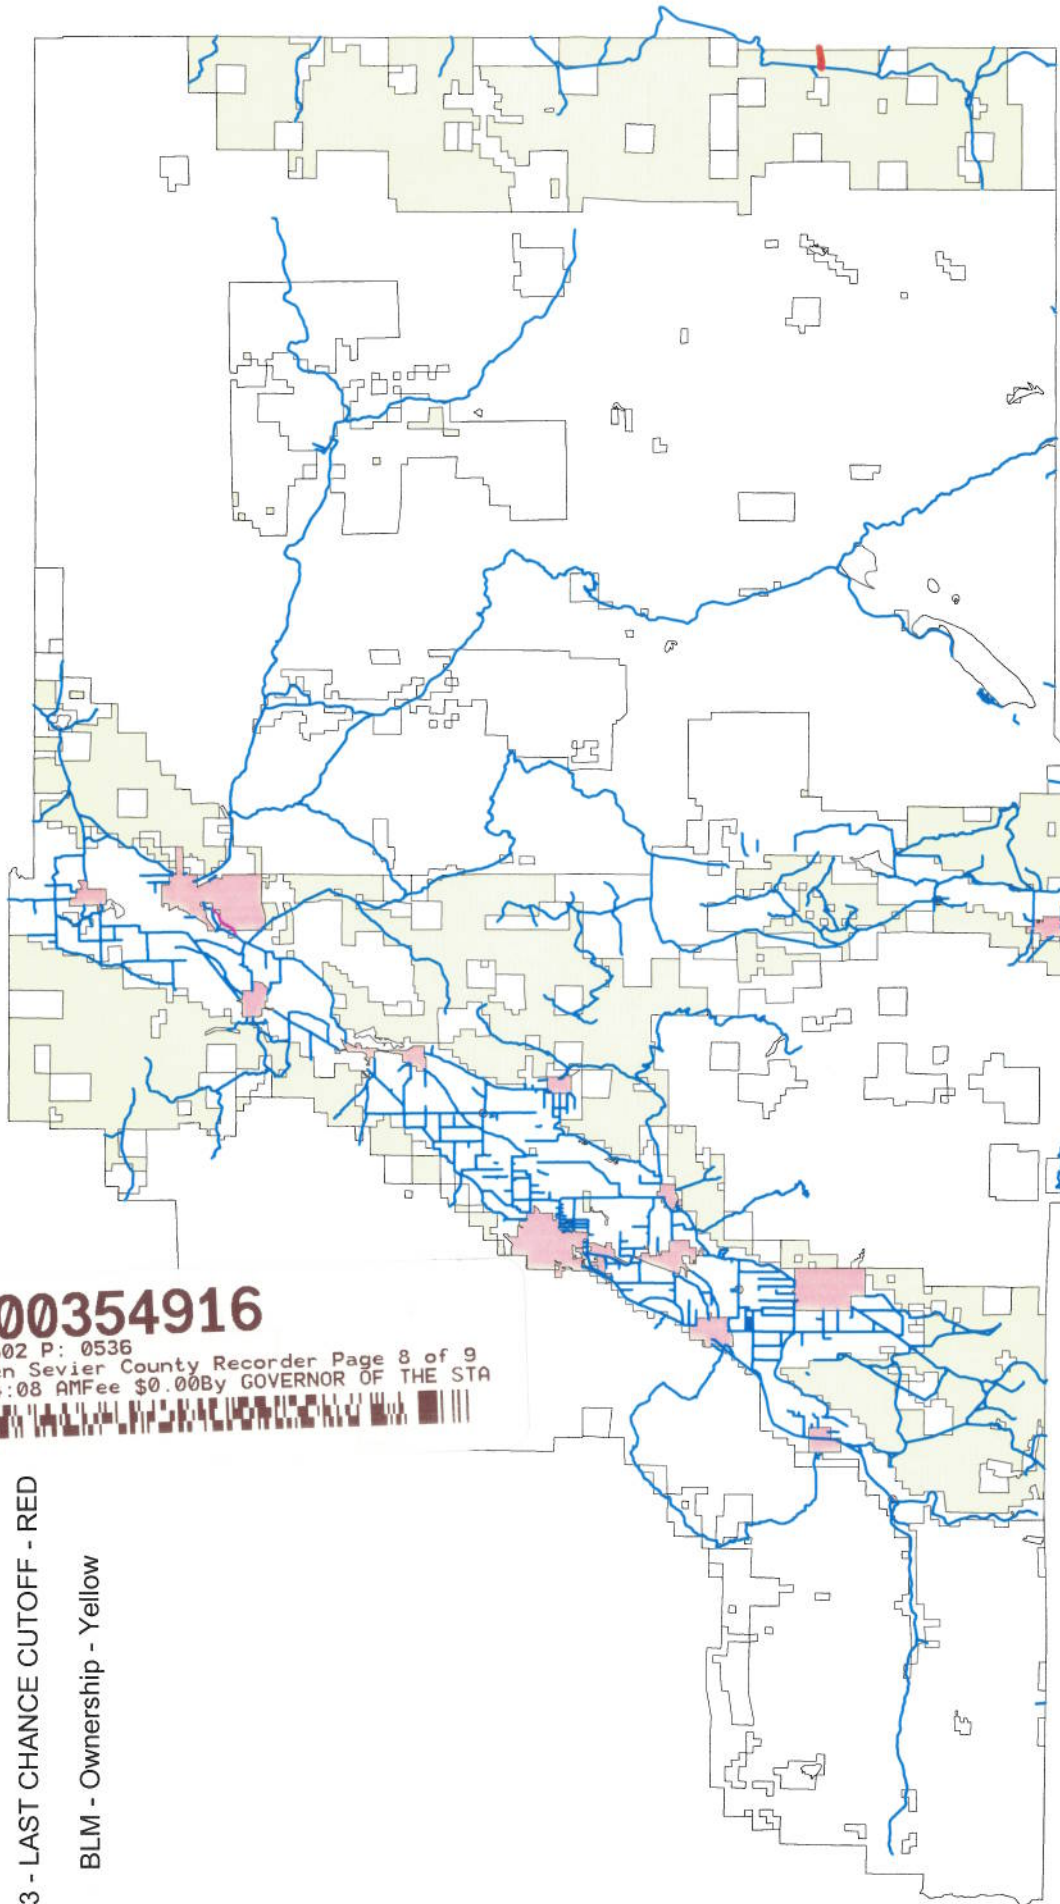 00354916
02 P: 0536
en Sevier County Recorder Page 8 of 9
:08 AMFee $0.00By GOVERNOR OF THE STA
3 - LAST CHANCE CUTOFF - RED
BLM - Ownership - Yellow